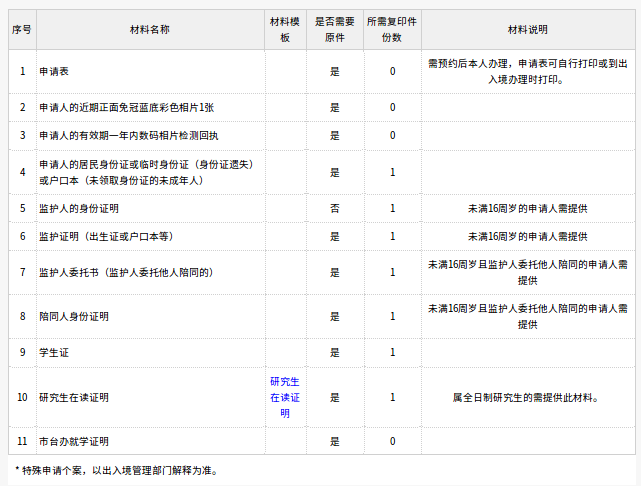 序号 材料名称 材料模板 是否需要原件 所需复印件份数 材料说明
1 申请表 是 0 需预约后本人办理，申请表可自行打印或到出入境办理时打印。
2 申请人的近期正面免冠蓝底彩色相片1张 是 0
3 申请人的有效期一年内数码相片检测回执 是 0
4 申请人的居民身份证或临时身份证（身份证遗失）或户口本（未领取身份证的未成年人） 是 1
5 监护人的身份证明 否 1 未满16周岁的申请人需提供
6 监护证明（出生证或户口本等） 是 1 未满16周岁的申请人需提供
7 监护人委托书（监护人委托他人陪同的） 是 1 未满16周岁且监护人委托他人陪同的申请人需提供
8 陪同人身份证明 是 1 未满16周岁且监护人委托他人陪同的申请人需提供
9 学生证 是 1
10 研究生在读证明 研究生在读证明 是 1 属全日制研究生的需提供此材料。
11 市台办就学证明 是 0
* 特殊申请个案，以出入境管理部门解释为准。